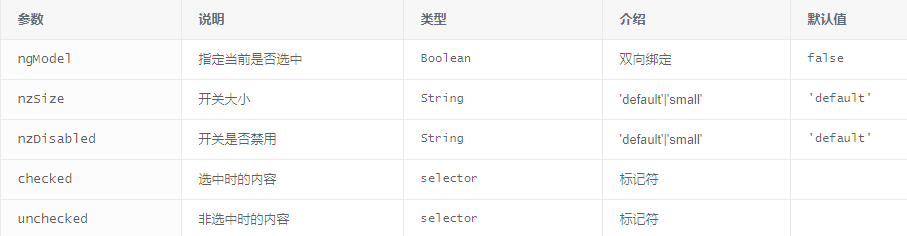 参数 说明 类型 介绍 默认值
ngModel 指定当前是否选中 Boolean 双向绑定 false
nzSize 开关大小 String 'default'|'small' 'default'
nzDisabled 开关是否禁用 String 'default'|'small' 'default'
checked 选中时的内容 selector 标记符
unchecked 非选中时的内容 selector 标记符